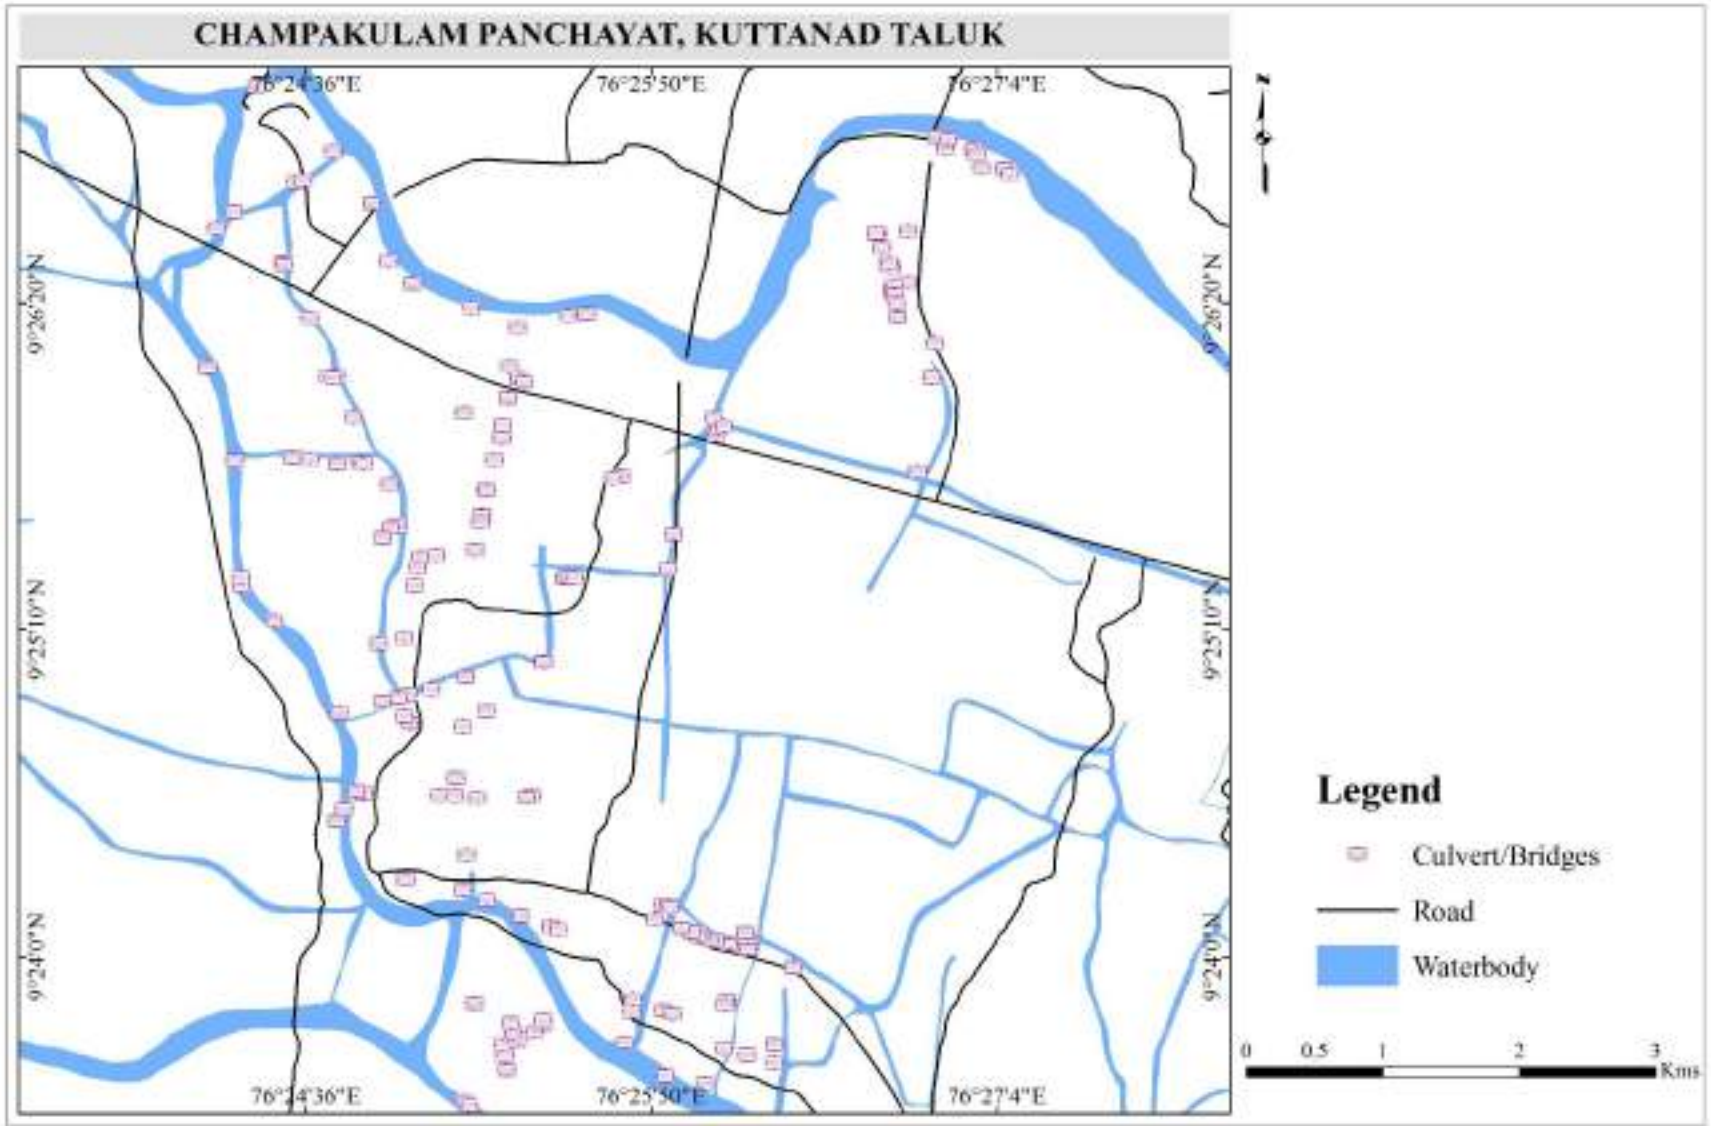 CHAMPAKULAM PANCHAYAT, KUTTANAD TALUK
76°24'36"E 76°25'50"E 76°27'4"E
N
9°26'20"N 9°26'20"N
9°25'10"N 9°25'10"N
9°24'0"N 9°24'0"N
76°24'36"E 76°25'50"E 76°27'4"E
Legend
Culvert/Bridges
Road
Waterbody
0 0.5 1 2 3
Kms